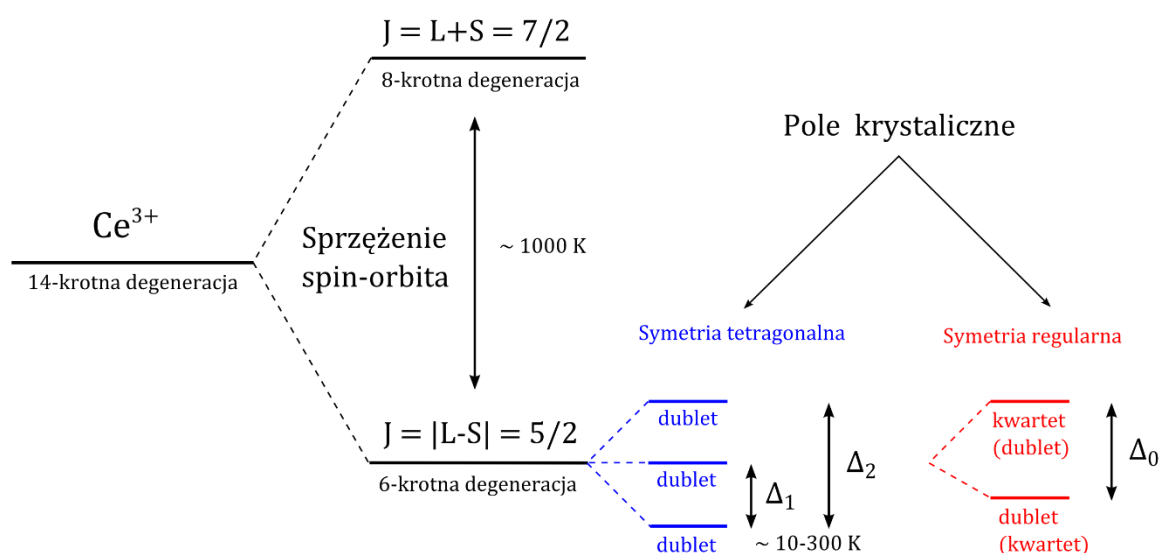 J = L+S = 7/2
8-krotna degeneracja
Pole krystaliczne
Ce³⁺
14-krotna degeneracja
Sprzężenie
spin-orbita
~ 1000 K
Symetria tetragonalna
Symetria regularna
J = |L-S| = 5/2
6-krotna degeneracja
dublet
dublet
dublet
Δ₁
Δ₂
~ 10-300 K
kwartet
(dublet)
Δ₀
dublet
(kwartet)